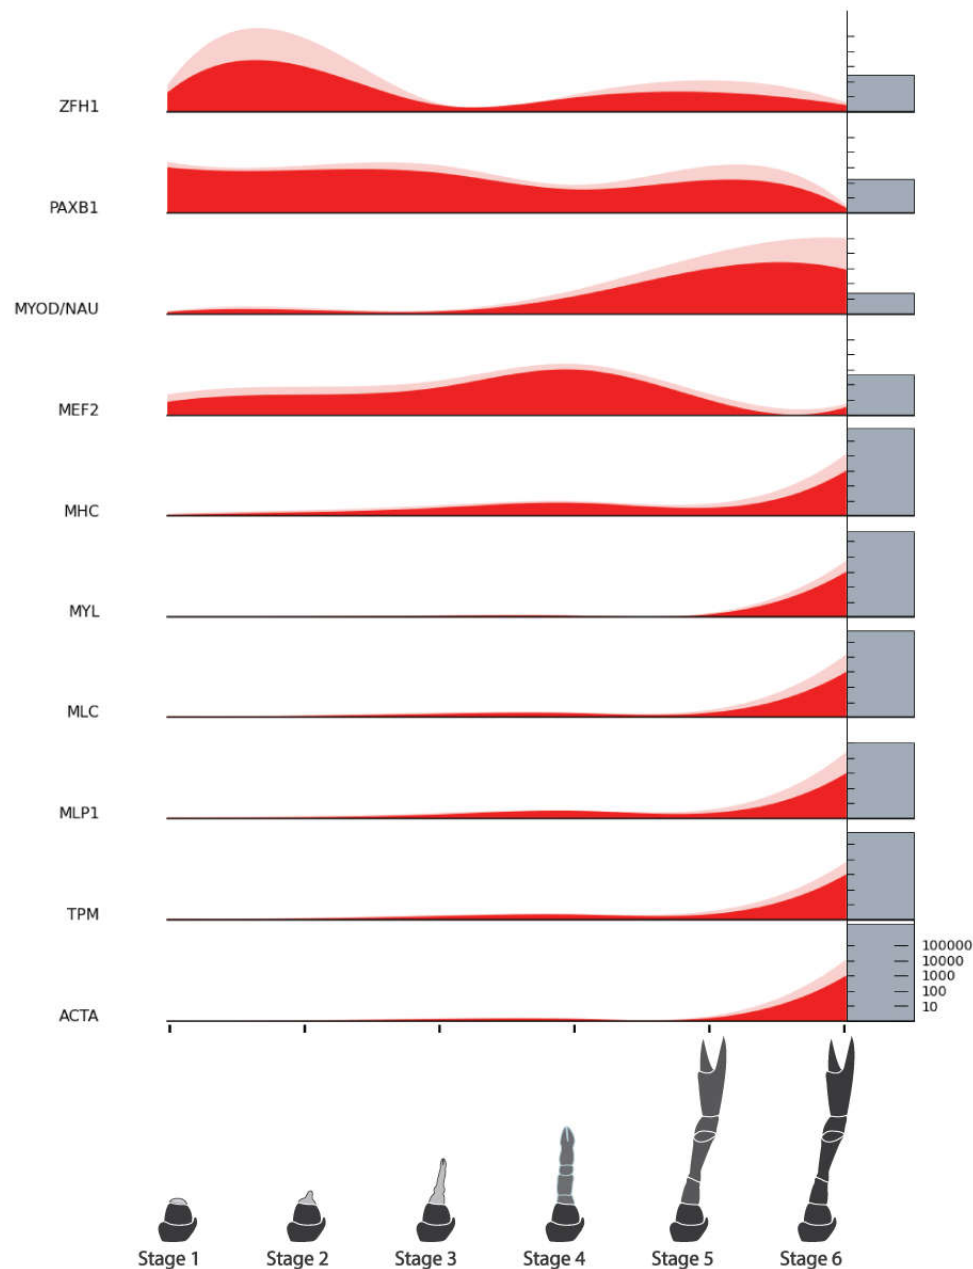 ZFH1
PAXB1
MYOD/NAU
MEF2
MHC
MYL
MLC
MLP1
TPM
100000
10000
1000
100
10
ACTA
Stage 1 Stage 2 Stage 3 Stage 4 Stage 5 Stage 6